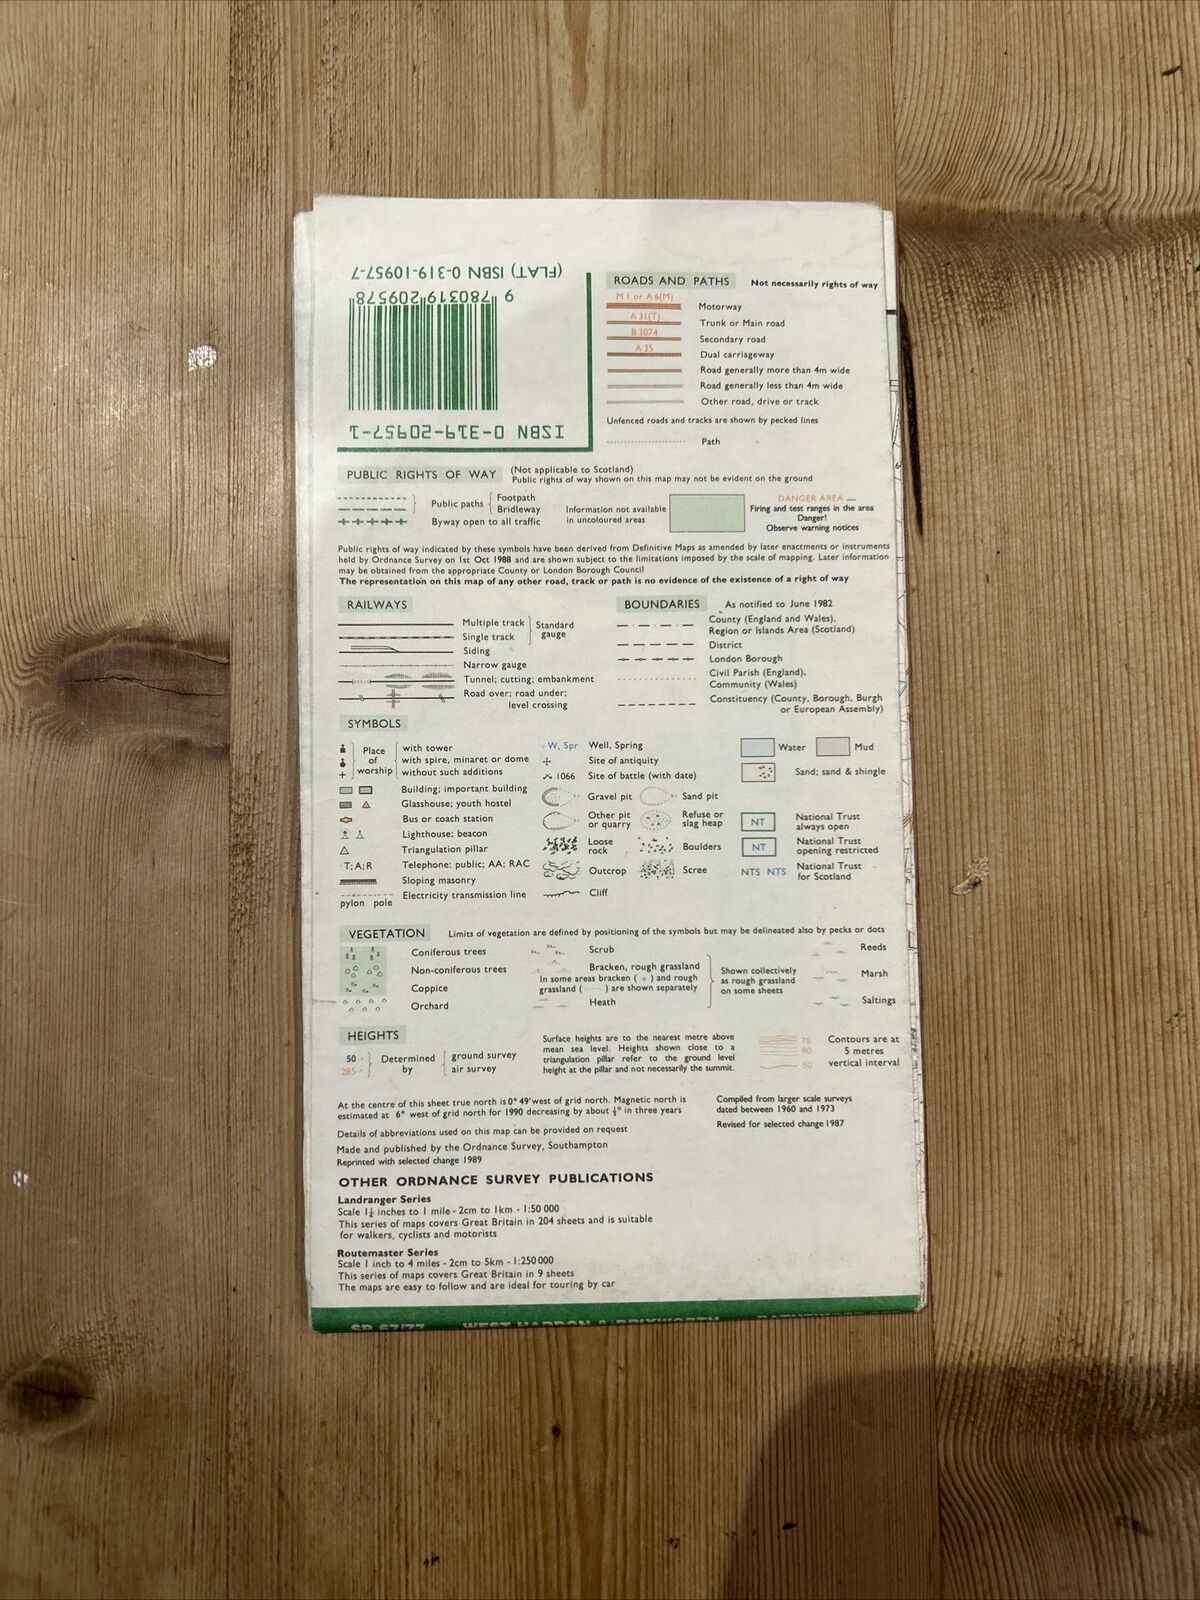 (FLAT) ISBN 0-319-10957-7
9 780319 209578
ISBN 0-319-20957-1
ROADS AND PATHS Not necessarily rights of way
M 1 or A 6(M)
Motorway
A 31(T)
Trunk or Main road
B 3074
Secondary road
A 35
Dual carriageway
Road generally more than 4m wide
Road generally less than 4m wide
Other road, drive or track
Unfenced roads and tracks are shown by pecked lines
Path
PUBLIC RIGHTS OF WAY (Not applicable to Scotland)
Public rights of way shown on this map may not be evident on the ground
Public paths Footpath
Bridleway
Byway open to all traffic
Information not available
in uncoloured areas
DANGER AREA
Firing and test ranges in the area
Danger!
Observe warning notices
Public rights of way indicated by these symbols have been derived from Definitive Maps as amended by later enactments or instruments
held by Ordnance Survey on 1st Oct 1988 and are shown subject to the limitations imposed by the scale of mapping. Later information
may be obtained from the appropriate County or London Borough Council
The representation on this map of any other road, track or path is no evidence of the existence of a right of way
RAILWAYS
Multiple track
Single track
Standard
gauge
Siding
Narrow gauge
Tunnel; cutting; embankment
Road over; road under;
level crossing
BOUNDARIES As notified to June 1982
County (England and Wales),
Region or Islands Area (Scotland)
District
London Borough
Civil Parish (England),
Community (Wales)
Constituency (County, Borough, Burgh
or European Assembly)
SYMBOLS
Place
of
worship
with tower
with spire, minaret or dome
without such additions
Building; important building
Glasshouse; youth hostel
Bus or coach station
Lighthouse; beacon
Triangulation pillar
T; A; R Telephone: public; AA; RAC
Sloping masonry
pylon pole Electricity transmission line
W, Spr Well, Spring
Site of antiquity
1066 Site of battle (with date)
Gravel pit
Sand pit
Other pit
or quarry
Refuse or
slag heap
Loose
rock
Boulders
Outcrop
Scree
Cliff
Water
Mud
Sand; sand & shingle
NT National Trust
always open
NT National Trust
opening restricted
NTS NTS National Trust
for Scotland
VEGETATION Limits of vegetation are defined by positioning of the symbols but may be delineated also by pecks or dots
Coniferous trees
Non-coniferous trees
Coppice
Orchard
Scrub
Bracken, rough grassland
In some areas bracken ( ) and rough
grassland ( ) are shown separately
Heath
Shown collectively
as rough grassland
on some sheets
Reeds
Marsh
Saltings
HEIGHTS
50
285
Determined
by
ground survey
air survey
Surface heights are to the nearest metre above
mean sea level. Heights shown close to a
triangulation pillar refer to the ground level
height at the pillar and not necessarily the summit.
Contours are at
5 metres
vertical interval
At the centre of this sheet true north is 0° 49' west of grid north. Magnetic north is
estimated at 6° west of grid north for 1990 decreasing by about ½° in three years
Compiled from larger scale surveys
dated between 1960 and 1973
Revised for selected change 1987
Details of abbreviations used on this map can be provided on request
Made and published by the Ordnance Survey, Southampton
Reprinted with selected change 1989
OTHER ORDNANCE SURVEY PUBLICATIONS
Landranger Series
Scale 1¼ inches to 1 mile - 2cm to 1km - 1:50 000
This series of maps covers Great Britain in 204 sheets and is suitable
for walkers, cyclists and motorists
Routemaster Series
Scale 1 inch to 4 miles - 2cm to 5km - 1:250 000
This series of maps covers Great Britain in 9 sheets
The maps are easy to follow and are ideal for touring by car
SP 67/77 WEST HADDON & BRIXWORTH